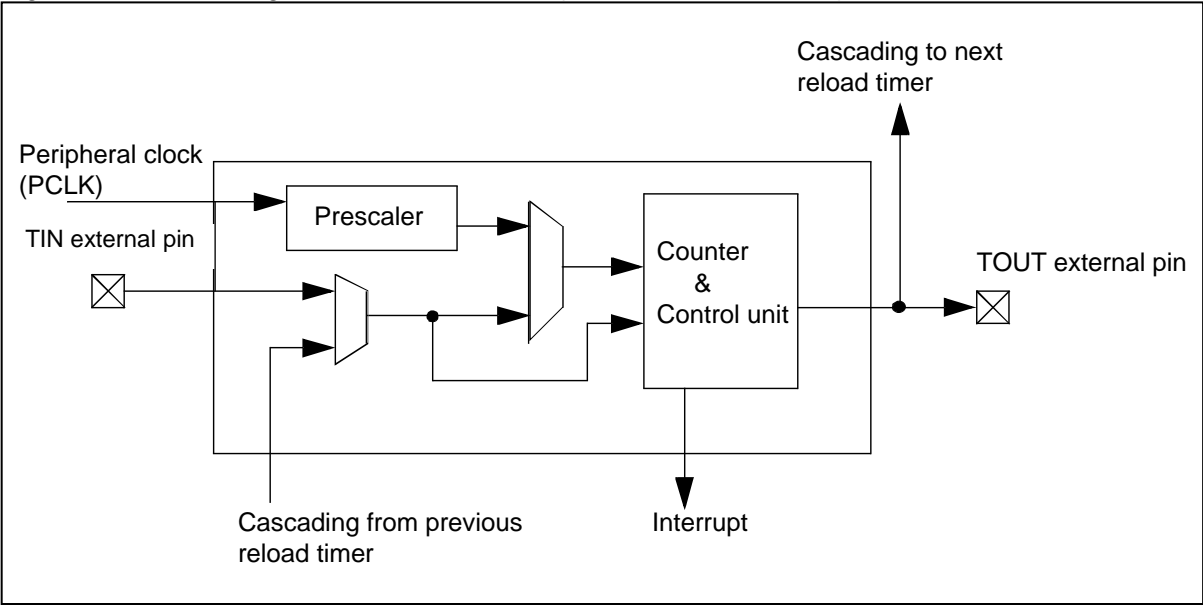 Cascading to next
reload timer
Peripheral clock
(PCLK)
Prescaler
TIN external pin
Counter
&
Control unit
TOUT external pin
Cascading from previous
reload timer
Interrupt